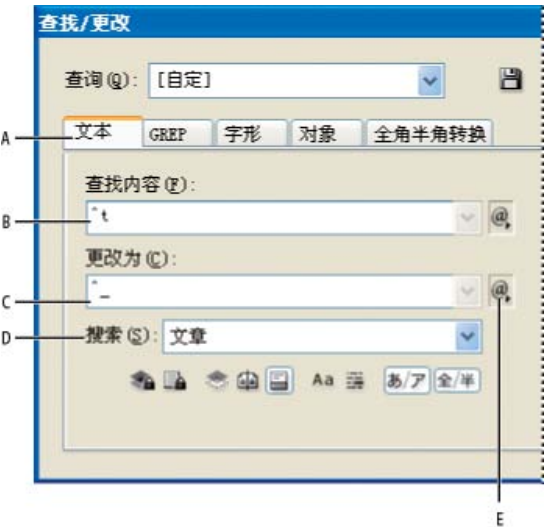 查找/更改
查询(Q): [自定]
A 文本 GREP 字形 对象 全角半角转换
查找内容(F):
B ^t @
更改为(C):
C ^_ @
D 搜索(S): 文章
Aa あ/ア 全/半
E